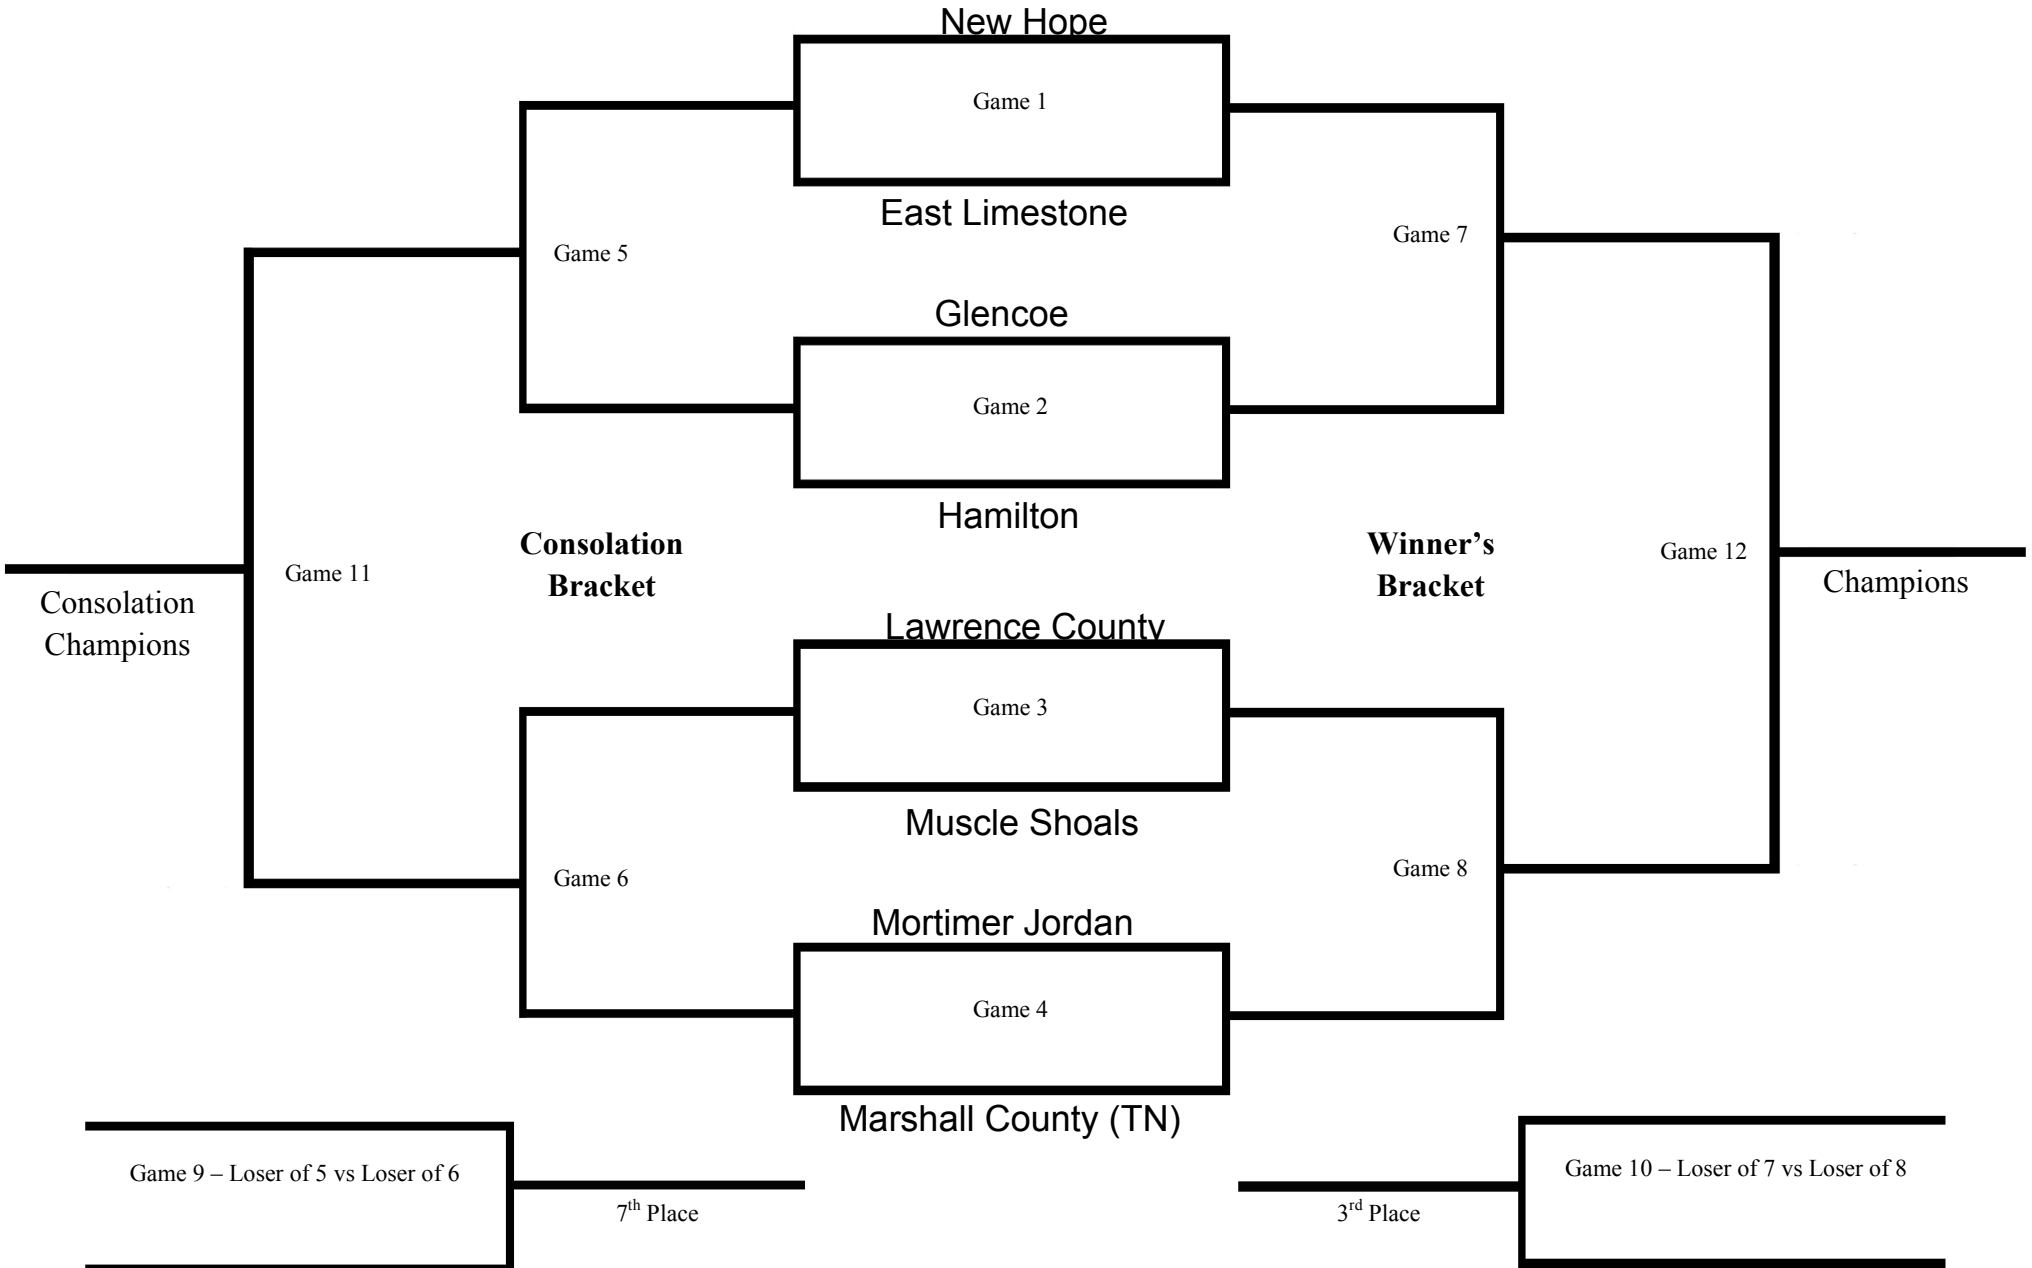 New Hope
Game 1
East Limestone
Game 5
Game 7
Glencoe
Game 2
Hamilton
Consolation
Bracket
Winner’s
Bracket
Game 11
Game 12
Consolation
Champions
Champions
Lawrence County
Game 3
Muscle Shoals
Game 6
Game 8
Mortimer Jordan
Game 4
Marshall County (TN)
Game 9 – Loser of 5 vs Loser of 6
7th Place
Game 10 – Loser of 7 vs Loser of 8
3rd Place